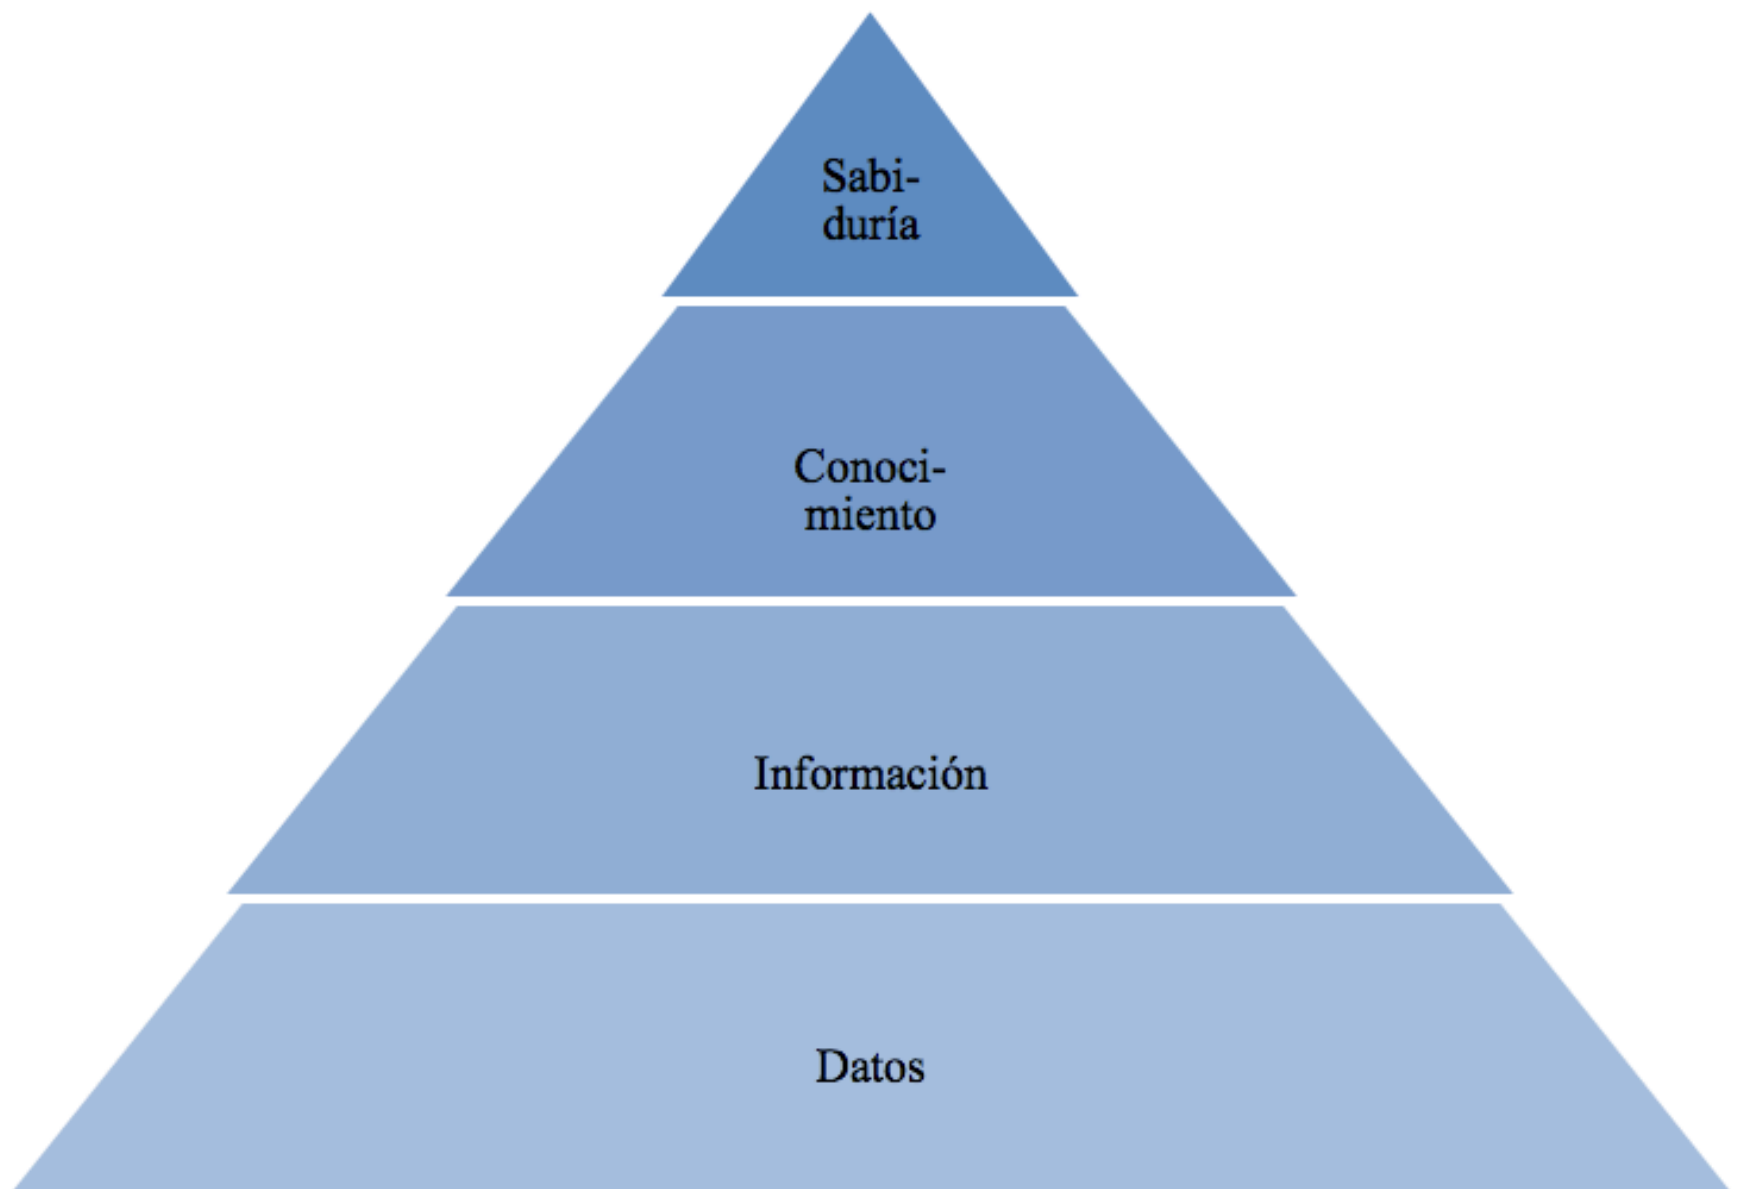 Sabi-
duría
Conoci-
miento
Información
Datos